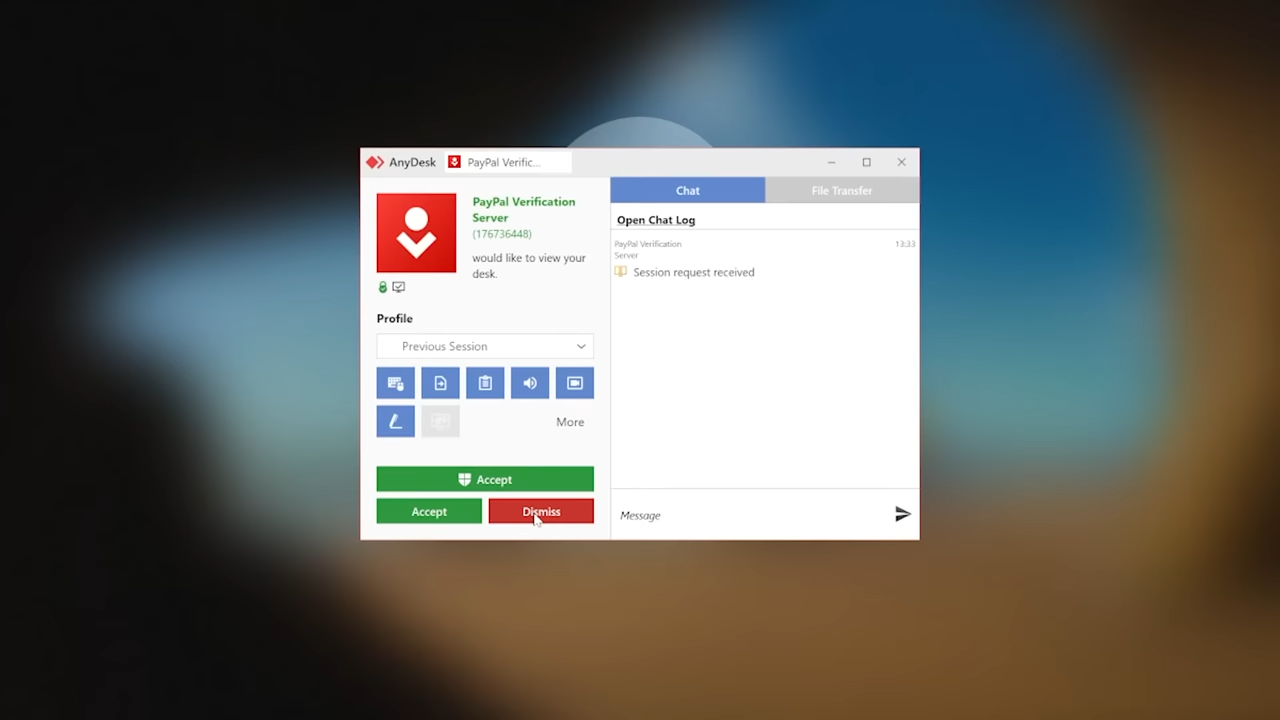 AnyDesk
PayPal Verific...
PayPal Verification
Server
(176736448)
would like to view your
desk.
Profile
Previous Session
More
Accept
Accept
Dismiss
Chat
File Transfer
Open Chat Log
PayPal Verification
Server
13:33
Session request received
Message